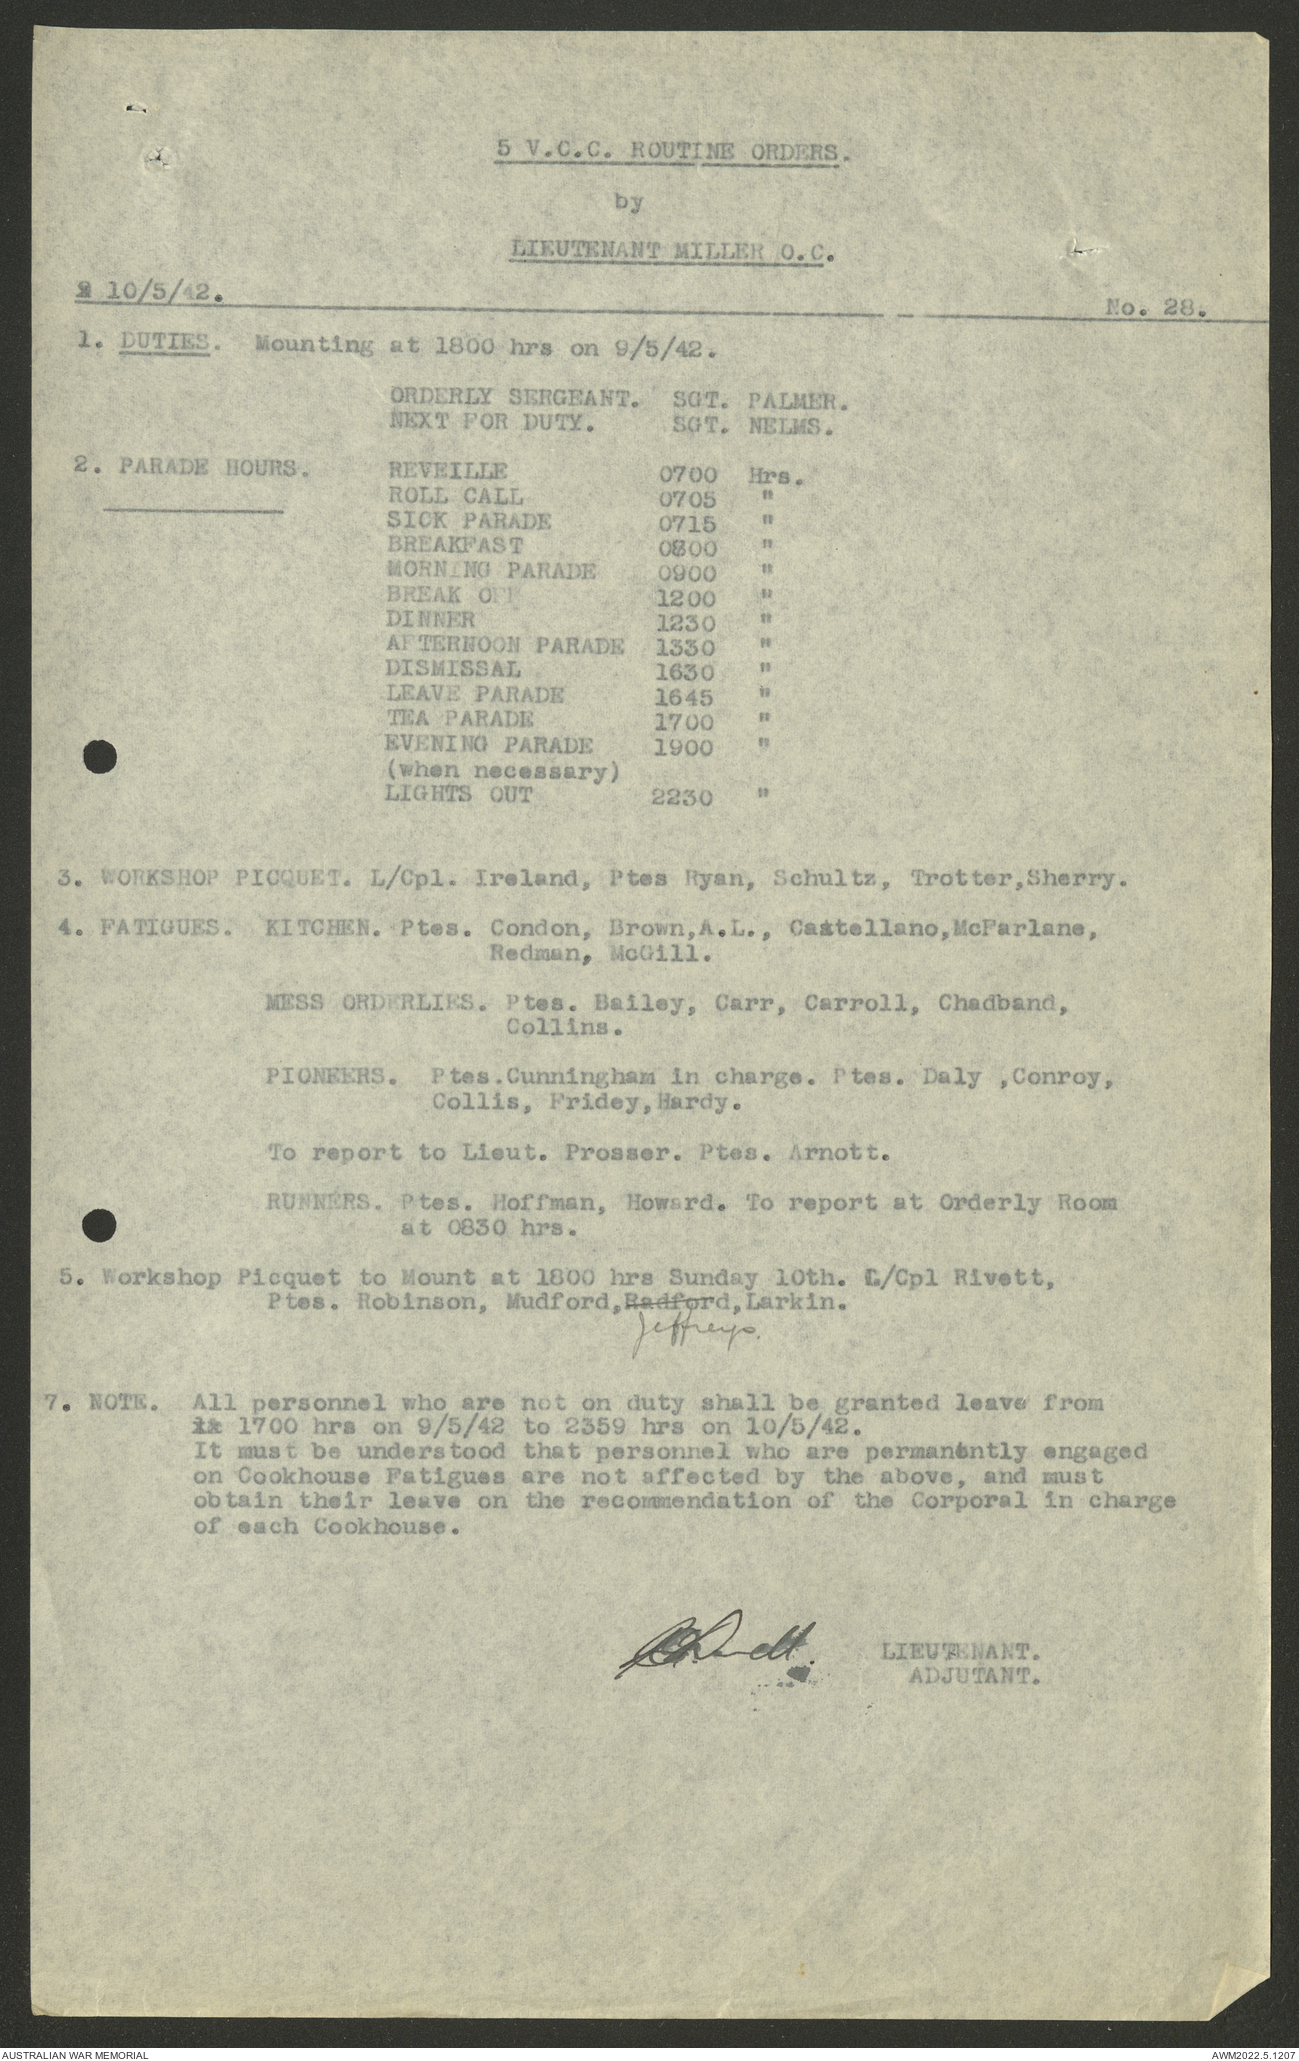 5 V.C.C. ROUTINE ORDERS.
by
LIEUTENANT MILLER O.C.
10/5/42.
No. 28.
1. DUTIES. Mounting at 1800 hrs on 9/5/42.
ORDERLY SERGEANT. SGT. PALMER.
NEXT FOR DUTY. SGT. NELMS.
2. PARADE HOURS. REVEILLE 0700 Hrs.
ROLL CALL 0705 "
SICK PARADE 0715 "
BREAKFAST 0800 "
MORNING PARADE 0900 "
BREAK OFF 1200 "
DINNER 1230 "
AFTERNOON PARADE 1330 "
DISMISSAL 1630 "
LEAVE PARADE 1645 "
TEA PARADE 1700 "
EVENING PARADE 1900 "
(when necessary)
LIGHTS OUT 2230 "
3. WORKSHOP PICQUET. L/Cpl. Ireland, Ptes Ryan, Schultz, Trotter,Sherry.
4. FATIGUES. KITCHEN. Ptes. Condon, Brown,A.L., Castellano,McFarlane,
Redman, McGill.
MESS ORDERLIES. Ptes. Bailey, Carr, Carroll, Chadband,
Collins.
PIONEERS. Ptes.Cunningham in charge. Ptes. Daly ,Conroy,
Collis, Fridey,Hardy.
To report to Lieut. Prosser. Ptes. Arnott.
RUNNERS. Ptes. Hoffman, Howard. To report at Orderly Room
at 0830 hrs.
5. Workshop Picquet to Mount at 1800 hrs Sunday 10th. L/Cpl Rivett,
Ptes. Robinson, Mudford,Radford,Larkin.
Jeffreys.
7. NOTE. All personnel who are not on duty shall be granted leave from
1700 hrs on 9/5/42 to 2359 hrs on 10/5/42.
It must be understood that personnel who are permanently engaged
on Cookhouse Fatigues are not affected by the above, and must
obtain their leave on the recommendation of the Corporal in charge
of each Cookhouse.
LIEUTENANT.
ADJUTANT.
AUSTRALIAN WAR MEMORIAL
AWM2022.5.1207